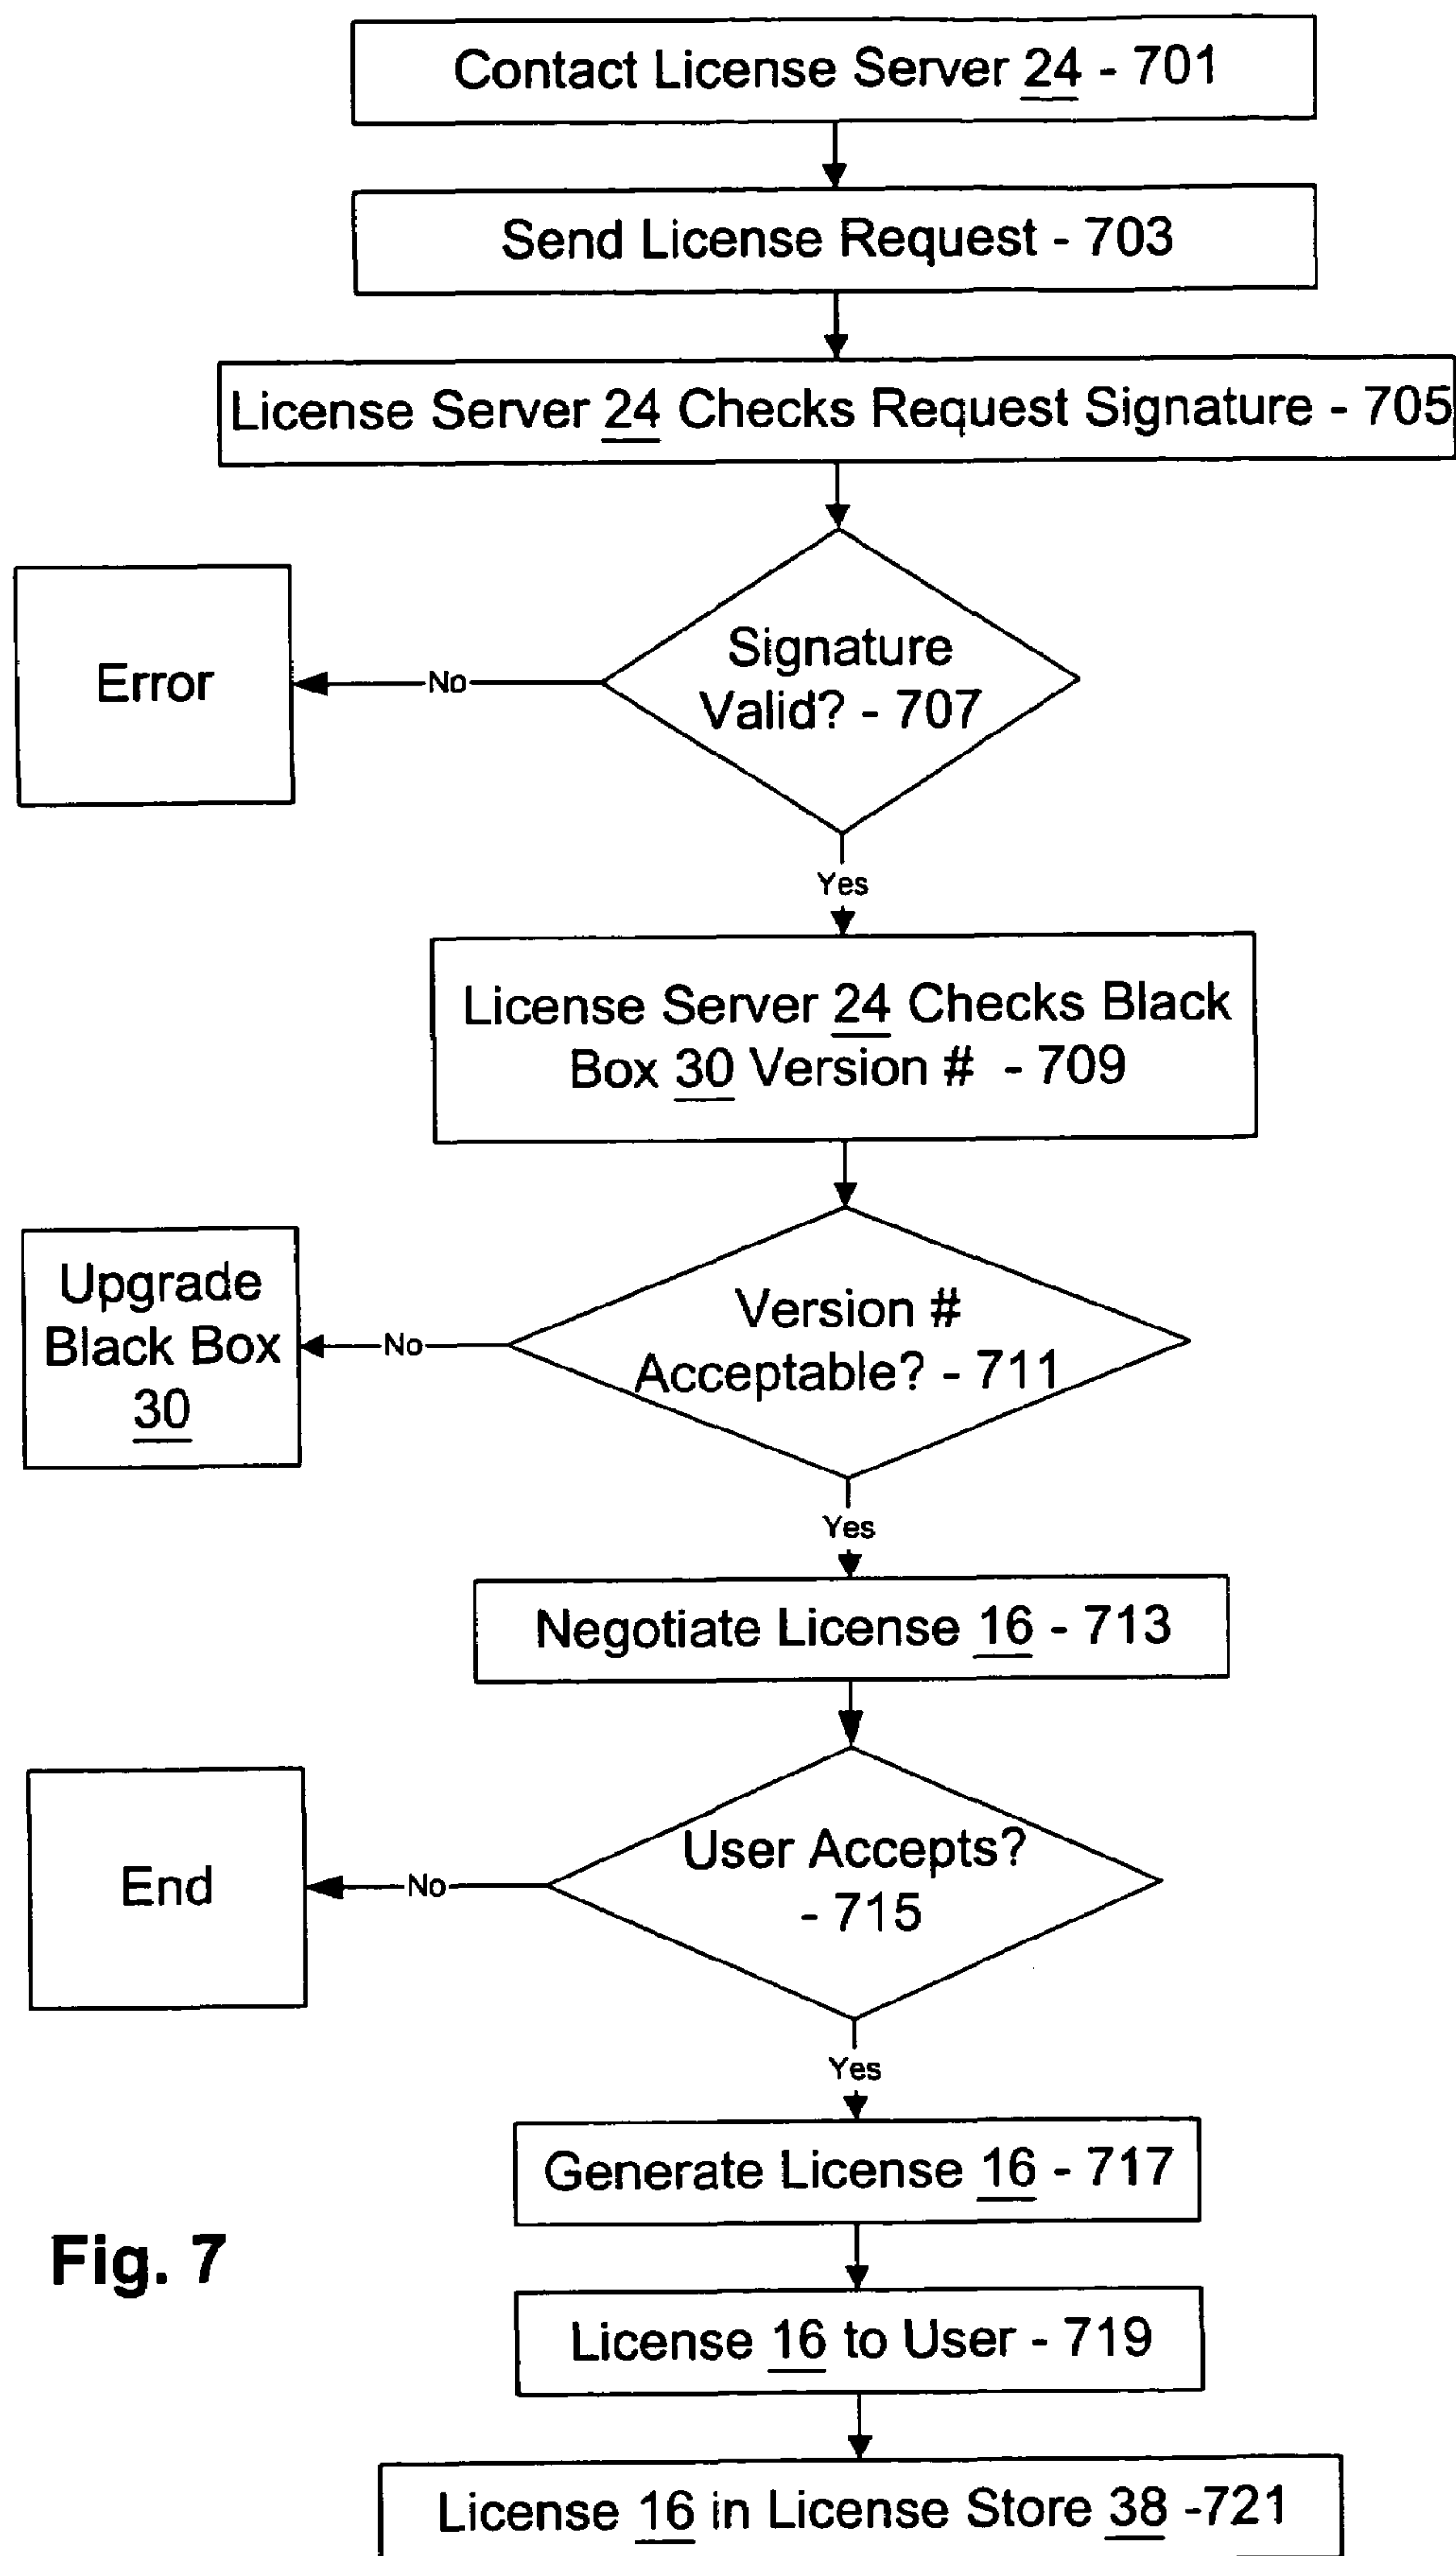 Contact License Server 24 - 701
Send License Request - 703
License Server 24 Checks Request Signature - 705
Signature
Valid? - 707
No
Error
Yes
License Server 24 Checks Black
Box 30 Version # - 709
Version #
Acceptable? - 711
No
Upgrade
Black Box
30
Yes
Negotiate License 16 - 713
User Accepts?
- 715
No
End
Yes
Generate License 16 - 717
Fig. 7
License 16 to User - 719
License 16 in License Store 38 -721